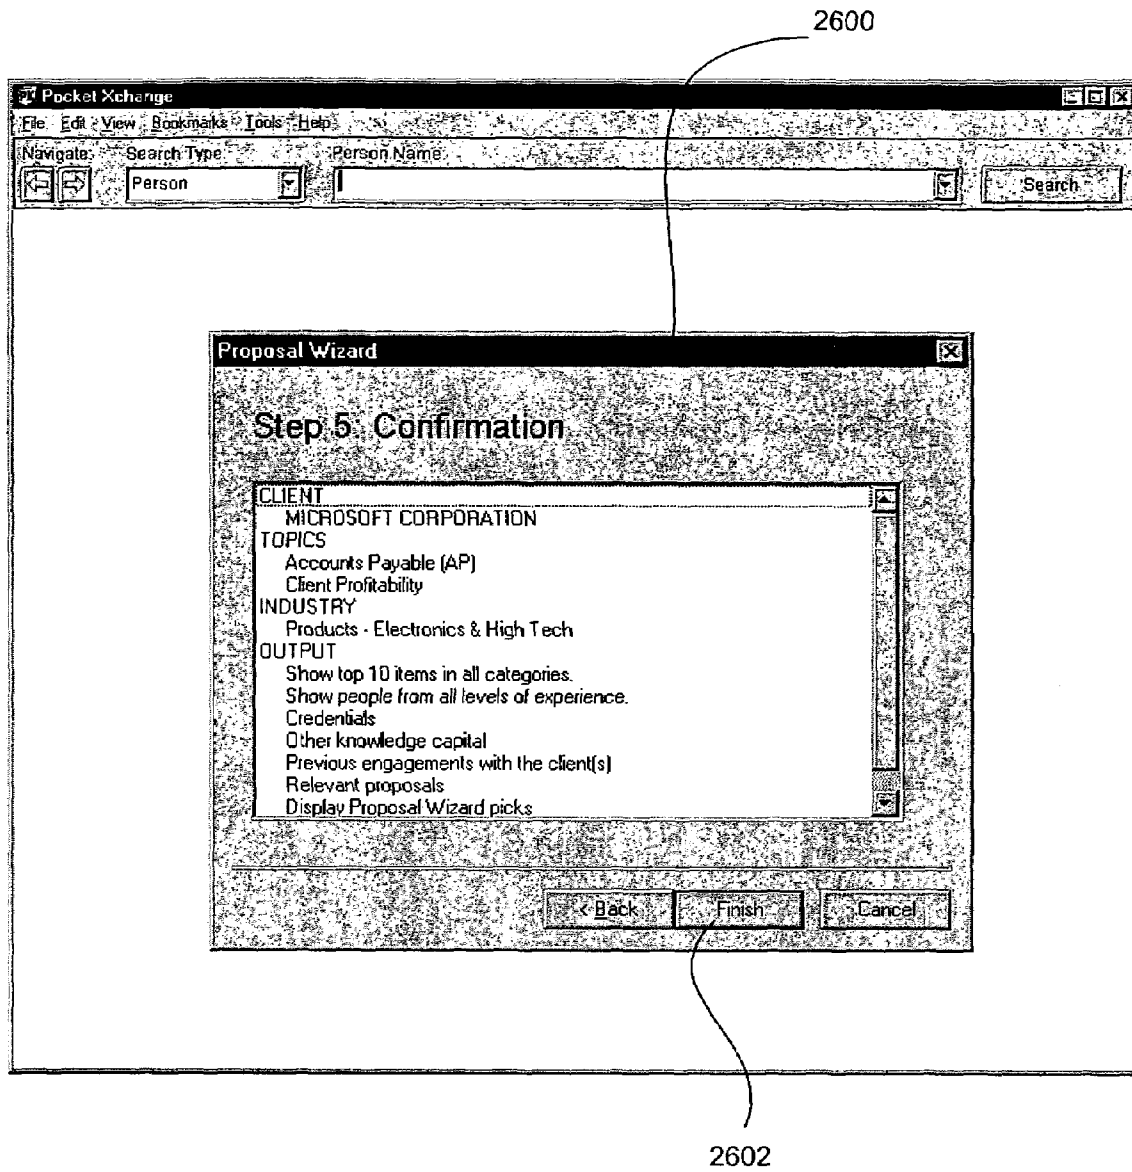 2600
Pocket Xchange
File Edit View Bookmarks Tools Help
Navigate: Search Type: Person Name:
Person Search
Proposal Wizard
Step 5: Confirmation
CLIENT
MICROSOFT CORPORATION
TOPICS
Accounts Payable (AP)
Client Profitability
INDUSTRY
Products - Electronics & High Tech
OUTPUT
Show top 10 items in all categories.
Show people from all levels of experience.
Credentials
Other knowledge capital
Previous engagements with the client(s)
Relevant proposals
Display Proposal Wizard picks
< Back Finish Cancel
2602